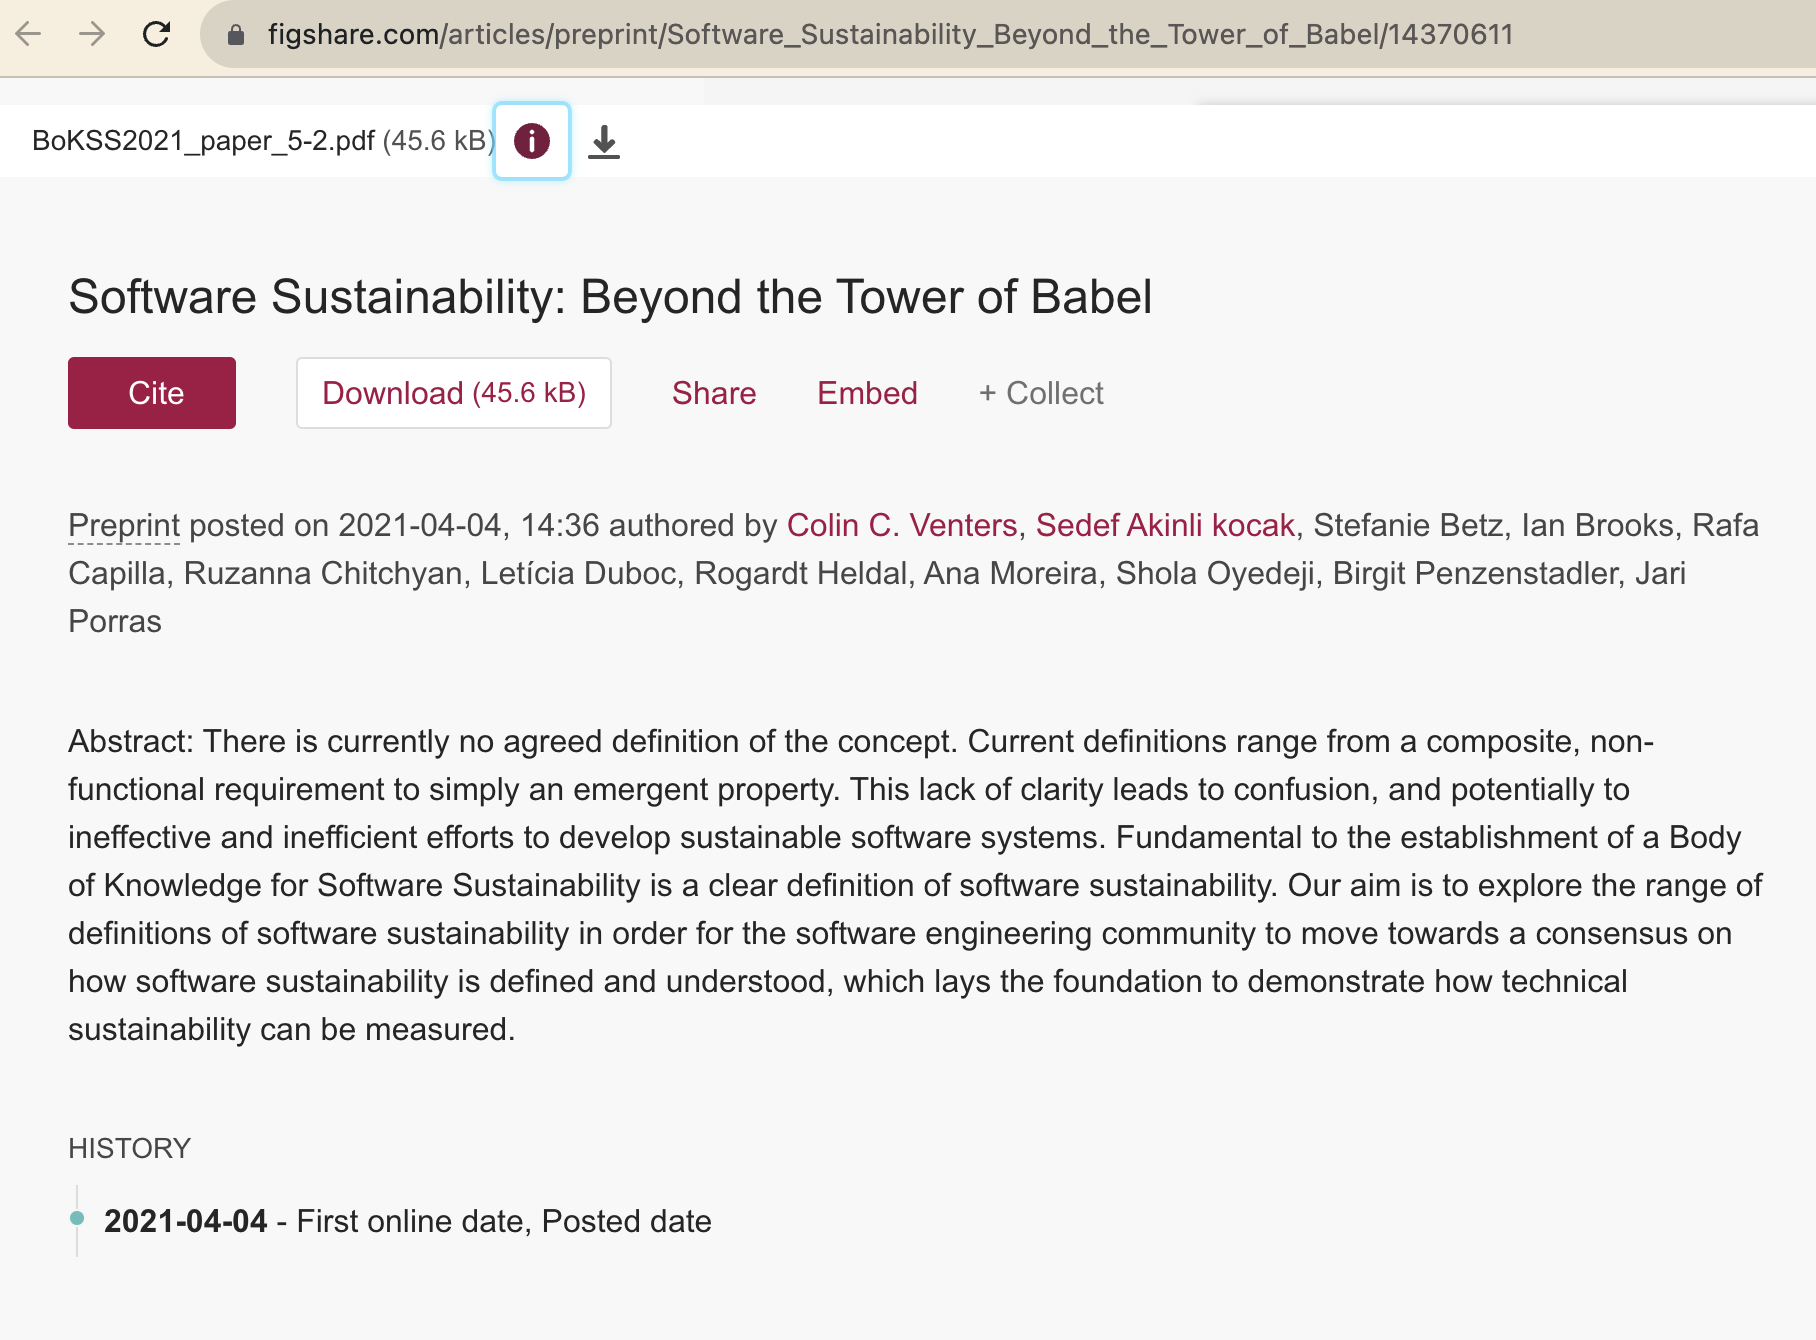 figshare.com/articles/preprint/Software_Sustainability_Beyond_the_Tower_of_Babel/14370611
BoKSS2021_paper_5-2.pdf (45.6 kB)
Software Sustainability: Beyond the Tower of Babel
Cite Download (45.6 kB) Share Embed + Collect
Preprint posted on 2021-04-04, 14:36 authored by Colin C. Venters, Sedef Akinli kocak, Stefanie Betz, Ian Brooks, Rafa
Capilla, Ruzanna Chitchyan, Letícia Duboc, Rogardt Heldal, Ana Moreira, Shola Oyedeji, Birgit Penzenstadler, Jari
Porras
Abstract: There is currently no agreed definition of the concept. Current definitions range from a composite, non-
functional requirement to simply an emergent property. This lack of clarity leads to confusion, and potentially to
ineffective and inefficient efforts to develop sustainable software systems. Fundamental to the establishment of a Body
of Knowledge for Software Sustainability is a clear definition of software sustainability. Our aim is to explore the range of
definitions of software sustainability in order for the software engineering community to move towards a consensus on
how software sustainability is defined and understood, which lays the foundation to demonstrate how technical
sustainability can be measured.
HISTORY
2021-04-04 - First online date, Posted date